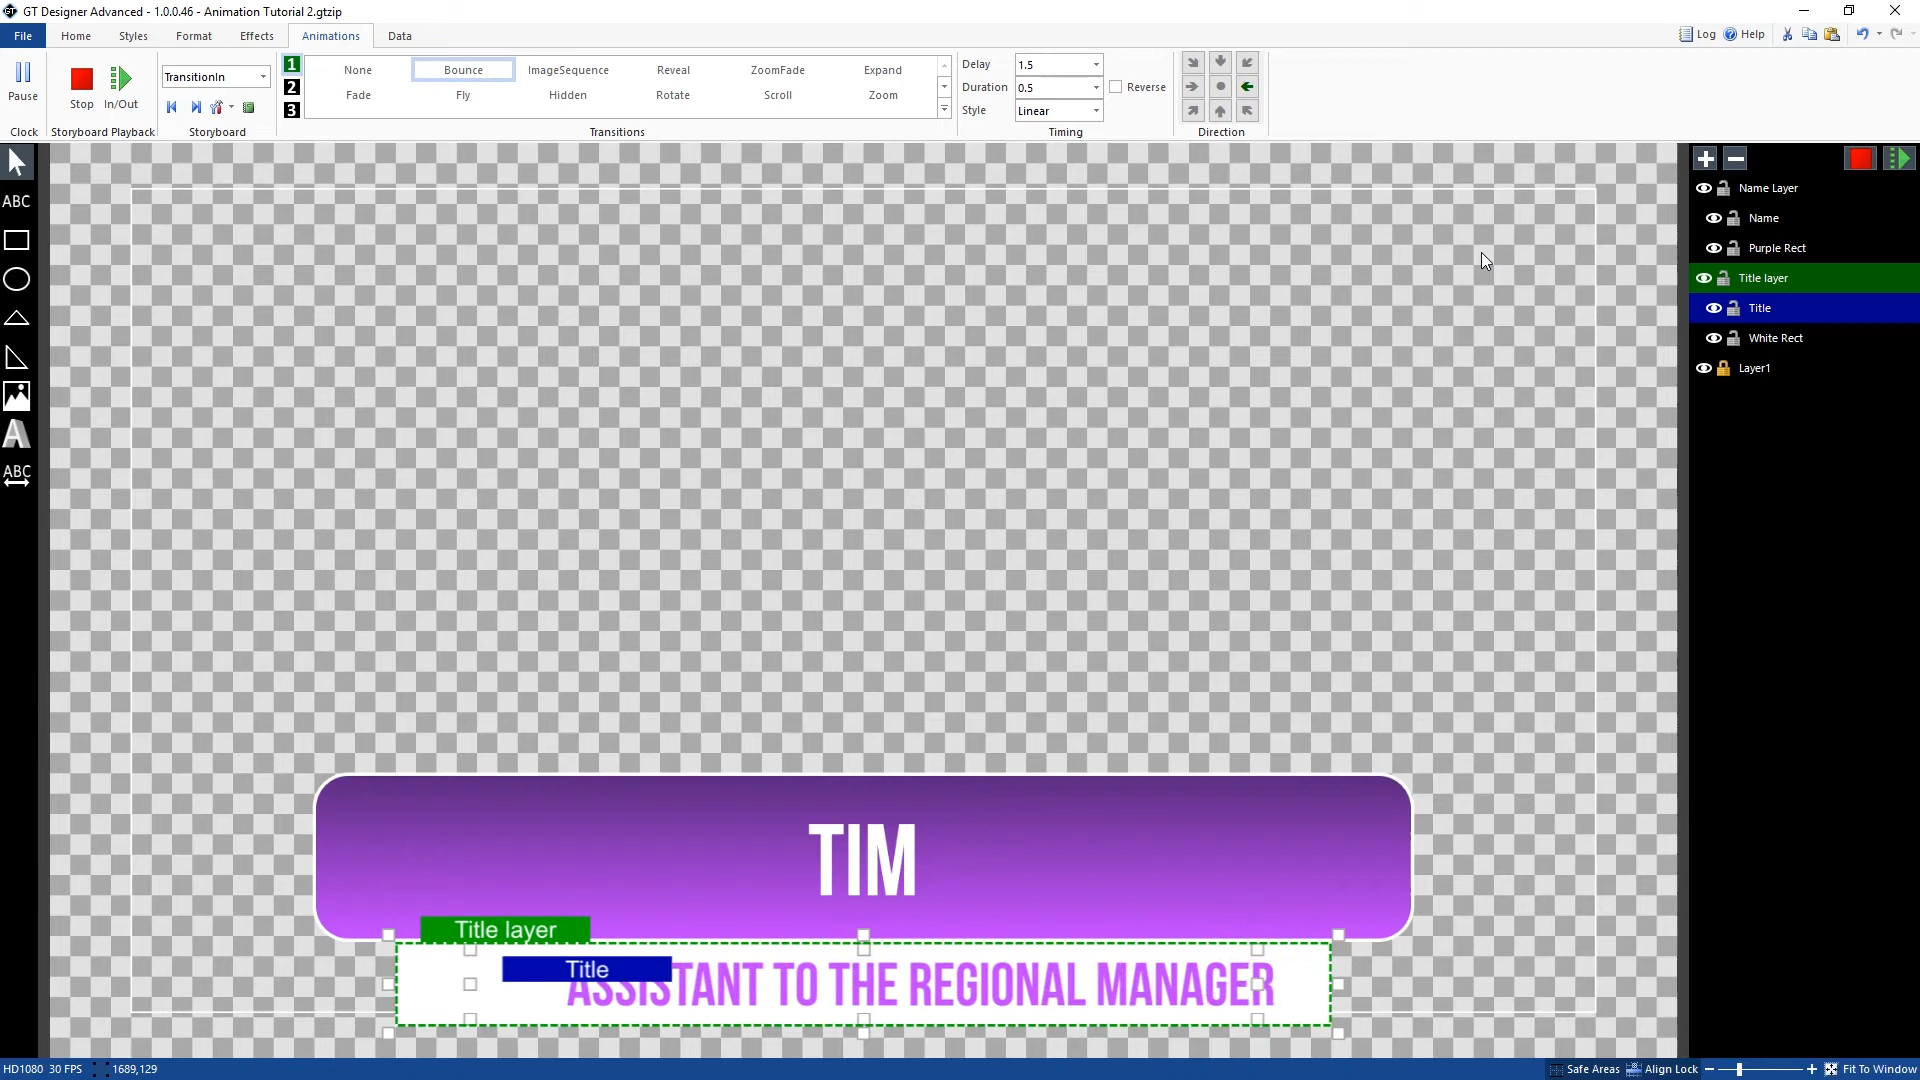 GT Designer Advanced - 1.0.0.46 - Animation Tutorial 2.gtzip
File Home Styles Format Effects Animations Data
Log Help
Pause
Clock
Stop In/Out
Storyboard Playback
TransitionIn
Storyboard
1
2
3
None Bounce ImageSequence Reveal ZoomFade Expand
Fade Fly Hidden Rotate Scroll Zoom
Transitions
Delay 1.5
Duration 0.5 Reverse
Style Linear
Timing
Direction
ABC
A
ABC
Name Layer
Name
Purple Rect
Title layer
Title
White Rect
Layer1
TIM
Title layer
Title
ASSISTANT TO THE REGIONAL MANAGER
HD1080 30 FPS 1689,129
Safe Areas Align Lock Fit To Window